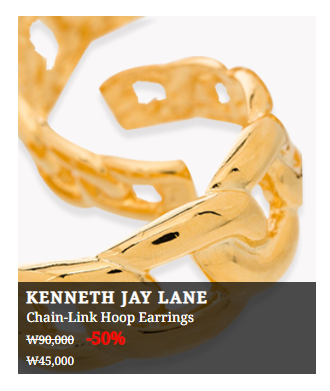 KENNETH JAY LANE
Chain-Link Hoop Earrings
₩90,000 -50%
₩45,000